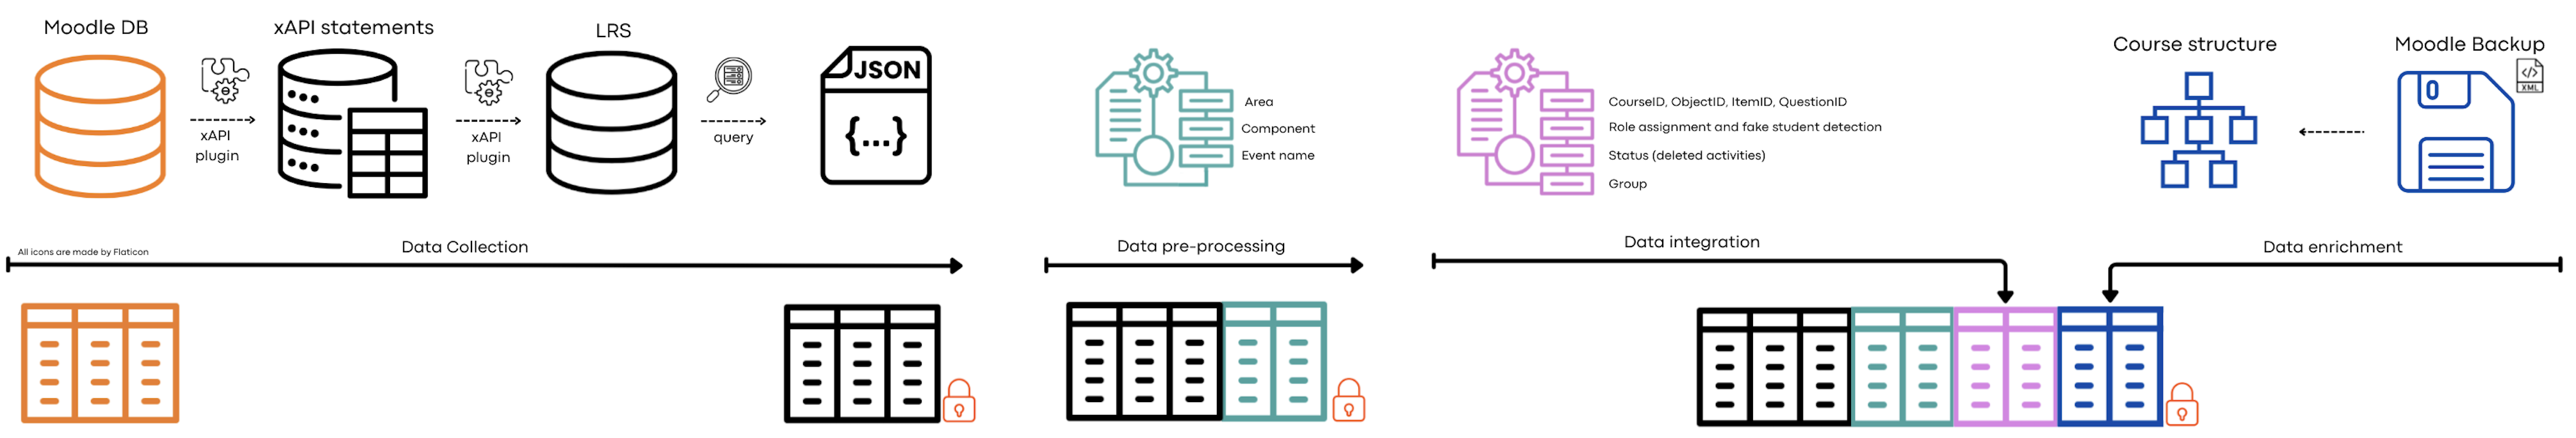 Moodle DB
xAPI statements
LRS
xAPI
plugin
xAPI
plugin
query
JSON
{...}
Area
Component
Event name
CourseID, ObjectID, ItemID, QuestionID
Role assignment and fake student detection
Status (deleted activities)
Group
Course structure
Moodle Backup
</>
XML
All icons are made by Flaticon
Data Collection
Data pre-processing
Data integration
Data enrichment